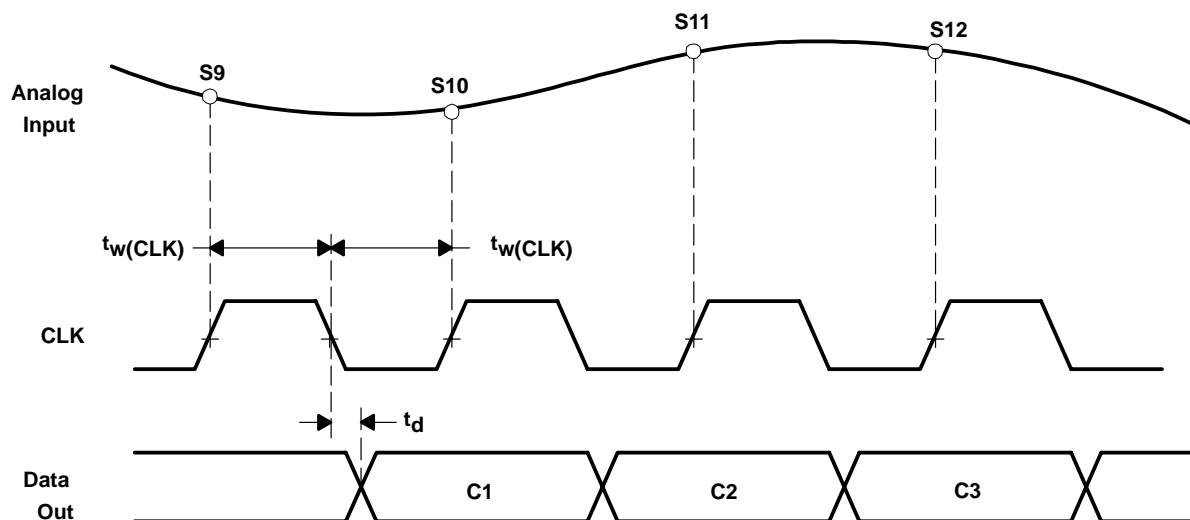 S11
S12
S9
S10
Analog
Input
tw(CLK)
tw(CLK)
CLK
td
Data
Out
C1
C2
C3